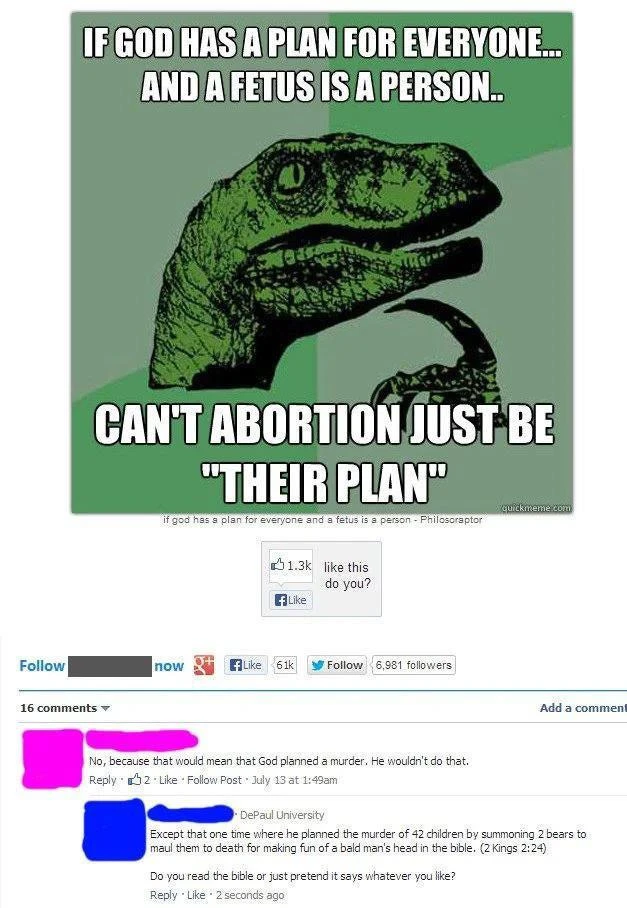 IF GOD HAS A PLAN FOR EVERYONE...
AND A FETUS IS A PERSON..
CAN'T ABORTION JUST BE
"THEIR PLAN"
quickmeme.com
if god has a plan for everyone and a fetus is a person - Philosoraptor
1.3k
like this
do you?
Like
Follow now g+ Like 61k Follow 6,981 followers
16 comments Add a comment
No, because that would mean that God planned a murder. He wouldn't do that.
Reply · 2 · Like · Follow Post · July 13 at 1:49am
· DePaul University
Except that one time where he planned the murder of 42 children by summoning 2 bears to
maul them to death for making fun of a bald man's head in the bible. (2 Kings 2:24)
Do you read the bible or just pretend it says whatever you like?
Reply · Like · 2 seconds ago